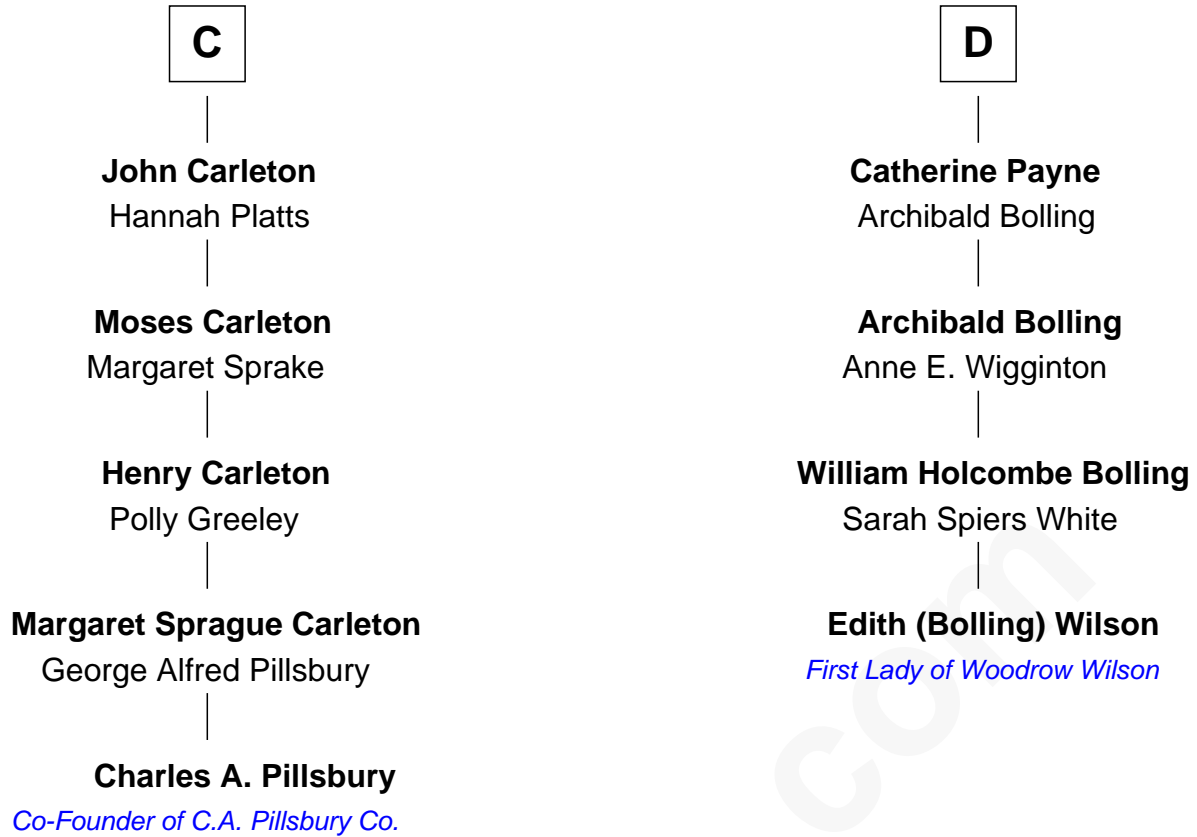 C
John Carleton
Hannah Platts
Moses Carleton
Margaret Sprake
Henry Carleton
Polly Greeley
Margaret Sprague Carleton
George Alfred Pillsbury
Charles A. Pillsbury
Co-Founder of C.A. Pillsbury Co.
D
Catherine Payne
Archibald Bolling
Archibald Bolling
Anne E. Wigginton
William Holcombe Bolling
Sarah Spiers White
Edith (Bolling) Wilson
First Lady of Woodrow Wilson
com